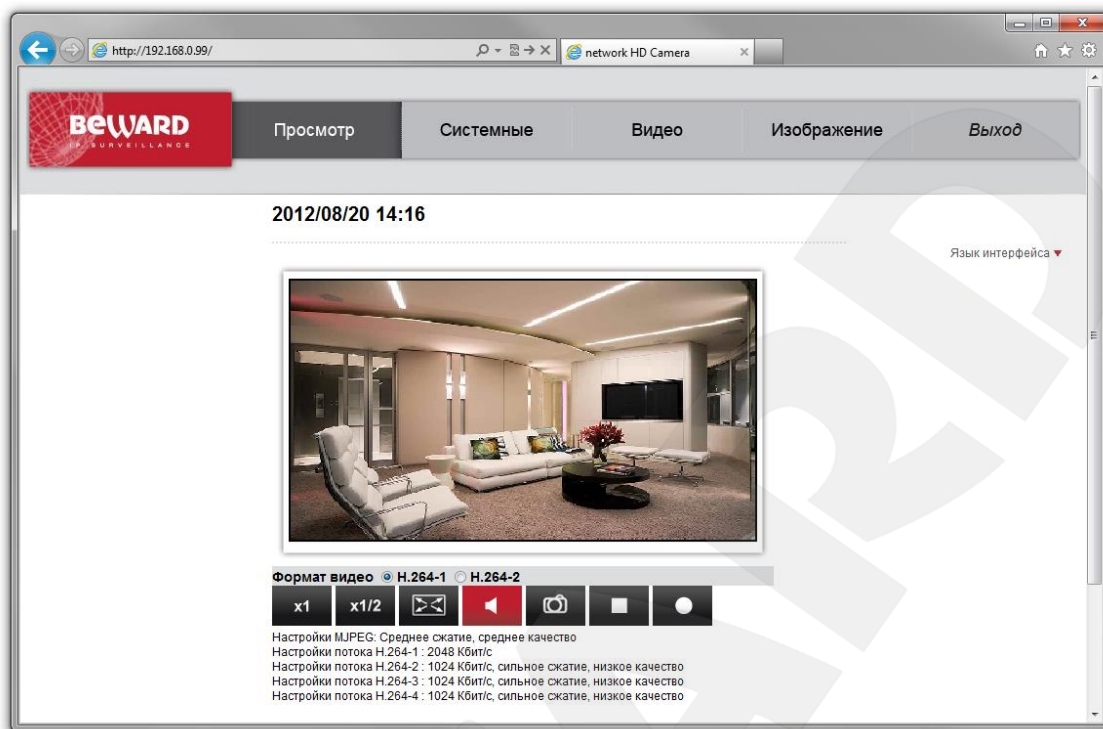 http://192.168.0.99/
network HD Camera
BEWARD
IP SURVEILLANCE
Просмотр
Системные
Видео
Изображение
Выход
2012/08/20 14:16
Язык интерфейса
Формат видео H.264-1 H.264-2
x1 x1/2
Настройки MJPEG: Среднее сжатие, среднее качество
Настройки потока H.264-1 : 2048 Кбит/с
Настройки потока H.264-2 : 1024 Кбит/с, сильное сжатие, низкое качество
Настройки потока H.264-3 : 1024 Кбит/с, сильное сжатие, низкое качество
Настройки потока H.264-4 : 1024 Кбит/с, сильное сжатие, низкое качество